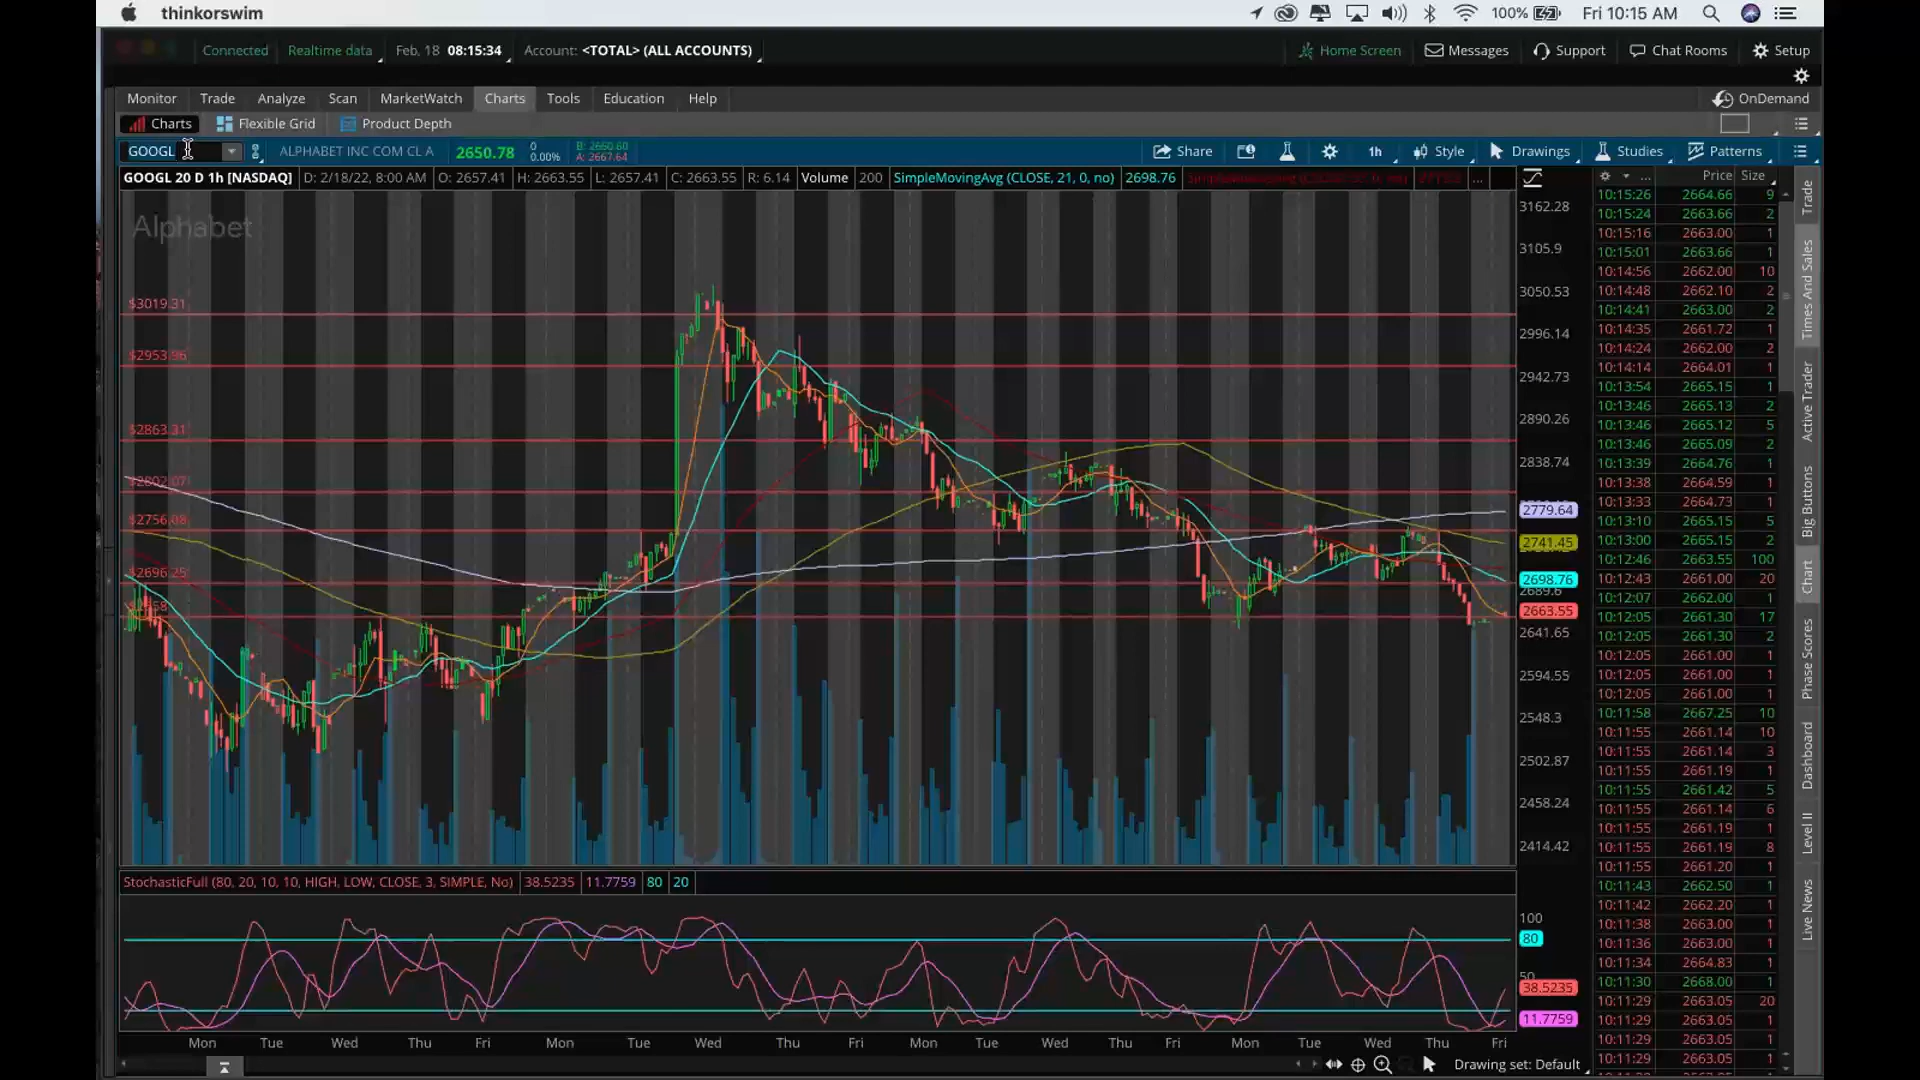 thinkorswim
100%
Fri 10:15 AM
Connected
Realtime data
Feb. 18 08:15:34
Account: <TOTAL> (ALL ACCOUNTS)
Home Screen
Messages
Support
Chat Rooms
Setup
Monitor Trade Analyze Scan MarketWatch Charts Tools Education Help
OnDemand
Charts
Flexible Grid
Product Depth
GOOGL
ALPHABET INC COM CL A
2650.78
0
0.00%
B: 2650.60
A: 2667.64
Share
1h
Style
Drawings
Studies
Patterns
GOOGL 20 D 1h [NASDAQ] D: 2/18/22, 8:00 AM O: 2657.41 H: 2663.55 L: 2657.41 C: 2663.55 R: 6.14 Volume 200 SimpleMovingAvg (CLOSE, 21, 0, no) 2698.76
...
Alphabet
$3019.31
$2953.96
$2863.31
$2802.07
$2756.08
$2696.25
3162.28
3105.9
3050.53
2996.14
2942.73
2890.26
2838.74
2779.64
2741.45
2698.76
2689.6
2663.55
2641.65
2594.55
2548.3
2502.87
2458.24
2414.42
StochasticFull (80, 20, 10, 10, HIGH, LOW, CLOSE, 3, SIMPLE, No) 38.5235 11.7759 80 20
100
80
50
38.5235
11.7759
Mon Tue Wed Thu Fri Mon Tue Wed Thu Fri Mon Tue Wed Thu Fri Mon Tue Wed Thu Fri
Drawing set: Default
... Price Size
10:15:26 2664.66 9
10:15:24 2663.66 2
10:15:16 2663.00 1
10:15:01 2663.66 1
10:14:56 2662.00 10
10:14:48 2662.10 2
10:14:41 2663.00 2
10:14:35 2661.72 1
10:14:24 2662.00 2
10:14:14 2664.01 1
10:13:54 2665.15 1
10:13:46 2665.13 2
10:13:46 2665.12 5
10:13:46 2665.09 2
10:13:39 2664.76 1
10:13:38 2664.59 1
10:13:33 2664.73 1
10:13:10 2665.15 5
10:13:00 2665.15 2
10:12:46 2663.55 100
10:12:43 2661.00 20
10:12:07 2662.00 1
10:12:05 2661.30 17
10:12:05 2661.30 2
10:12:05 2661.00 1
10:12:05 2661.00 1
10:12:05 2661.00 1
10:11:58 2667.25 10
10:11:55 2661.14 10
10:11:55 2661.14 3
10:11:55 2661.19 1
10:11:55 2661.42 5
10:11:55 2661.14 6
10:11:55 2661.19 1
10:11:55 2661.19 8
10:11:55 2661.20 1
10:11:43 2662.50 1
10:11:42 2662.20 1
10:11:38 2663.00 1
10:11:36 2663.00 1
10:11:34 2664.83 1
10:11:30 2668.00 1
10:11:29 2663.05 20
10:11:29 2663.05 1
10:11:29 2663.05 1
10:11:29 2663.05 1
Trade
Times And Sales
Active Trader
Big Buttons
Chart
Phase Scores
Dashboard
Level II
Live News